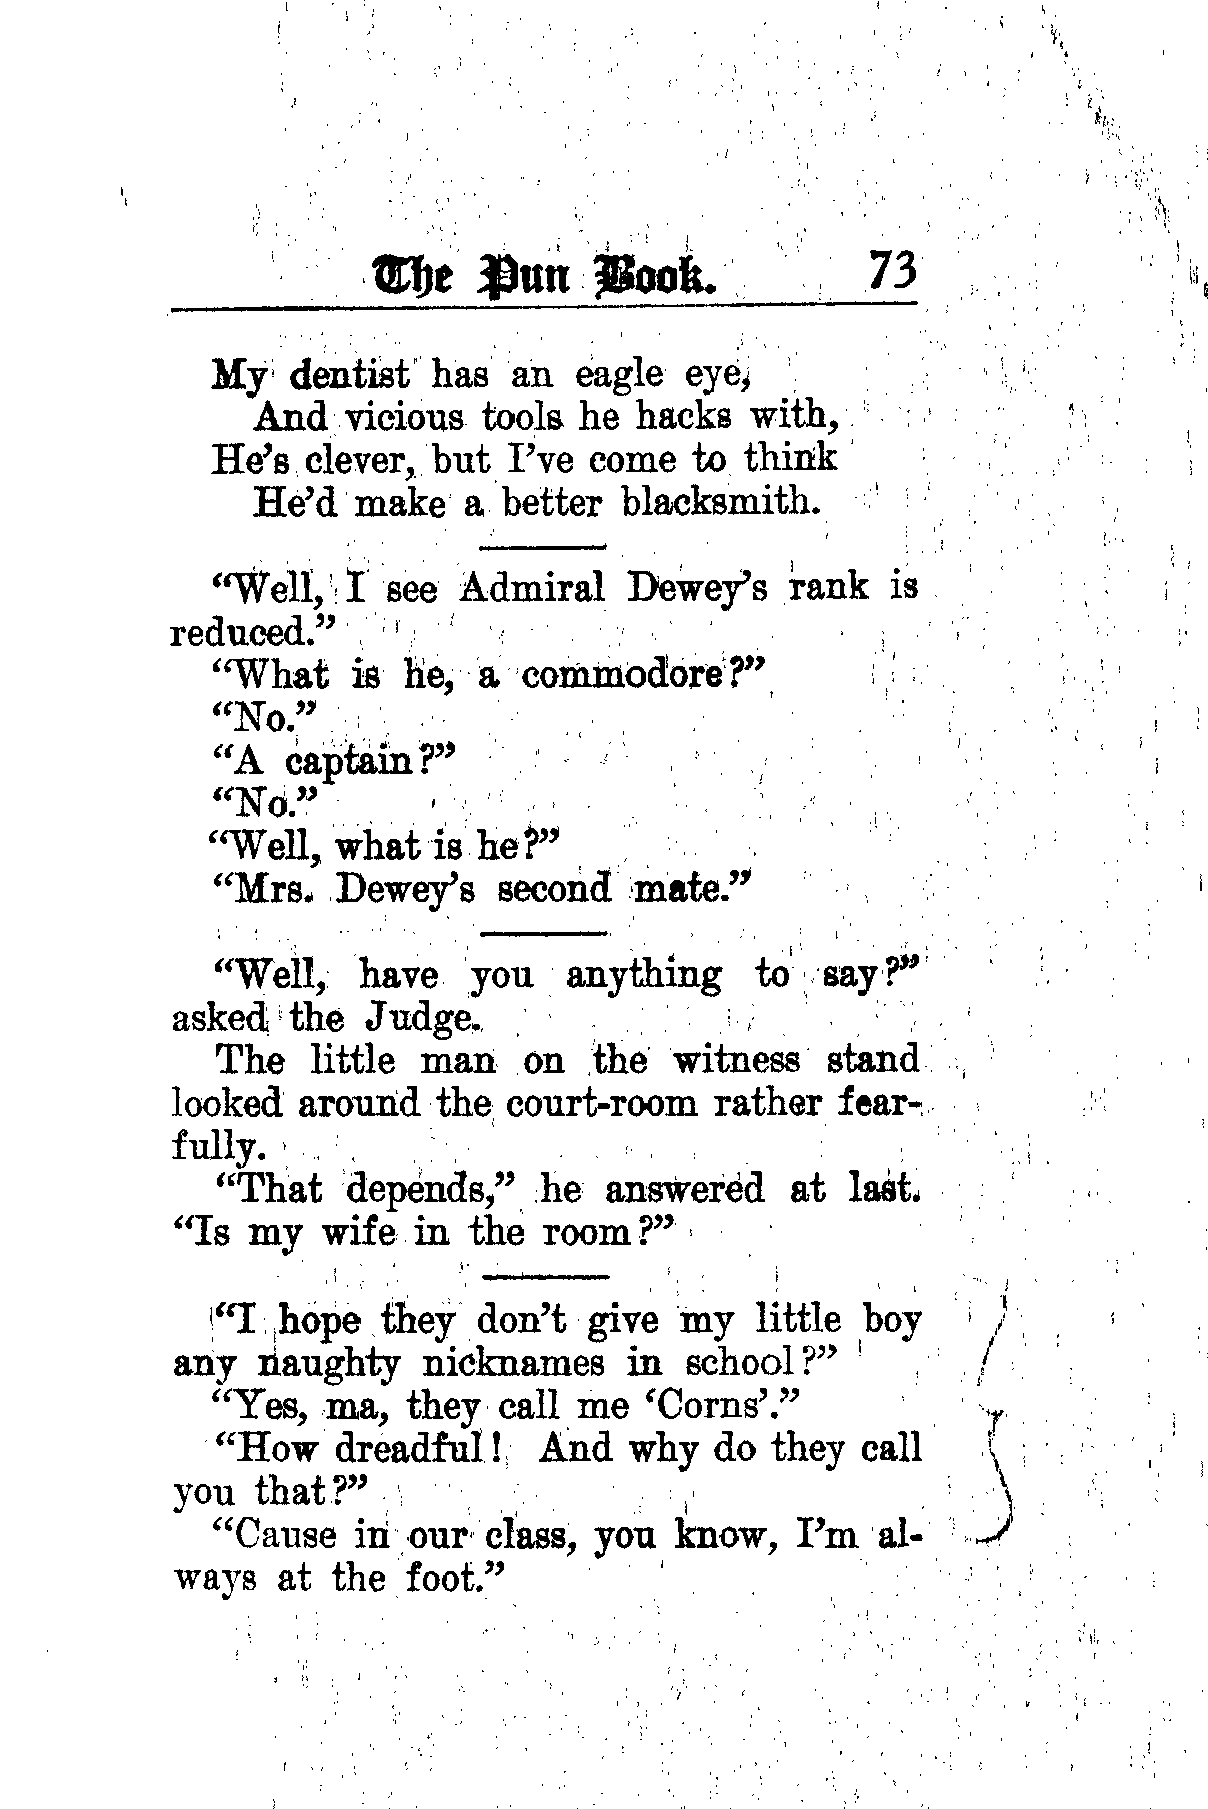 The Pun Book. 73
My dentist has an eagle eye,
And vicious tools he hacks with,
He's clever, but I've come to think
He'd make a better blacksmith.
"Well, I see Admiral Dewey's rank is
reduced."
"What is he, a commodore?"
"No."
"A captain?"
"No."
"Well, what is he?"
"Mrs. Dewey's second mate."
"Well, have you anything to say?"
asked the Judge.
The little man on the witness stand
looked around the court-room rather fear-
fully.
"That depends," he answered at last.
"Is my wife in the room?"
"I hope they don't give my little boy
any naughty nicknames in school?"
"Yes, ma, they call me 'Corns'."
"How dreadful! And why do they call
you that?"
"Cause in our class, you know, I'm al-
ways at the foot."